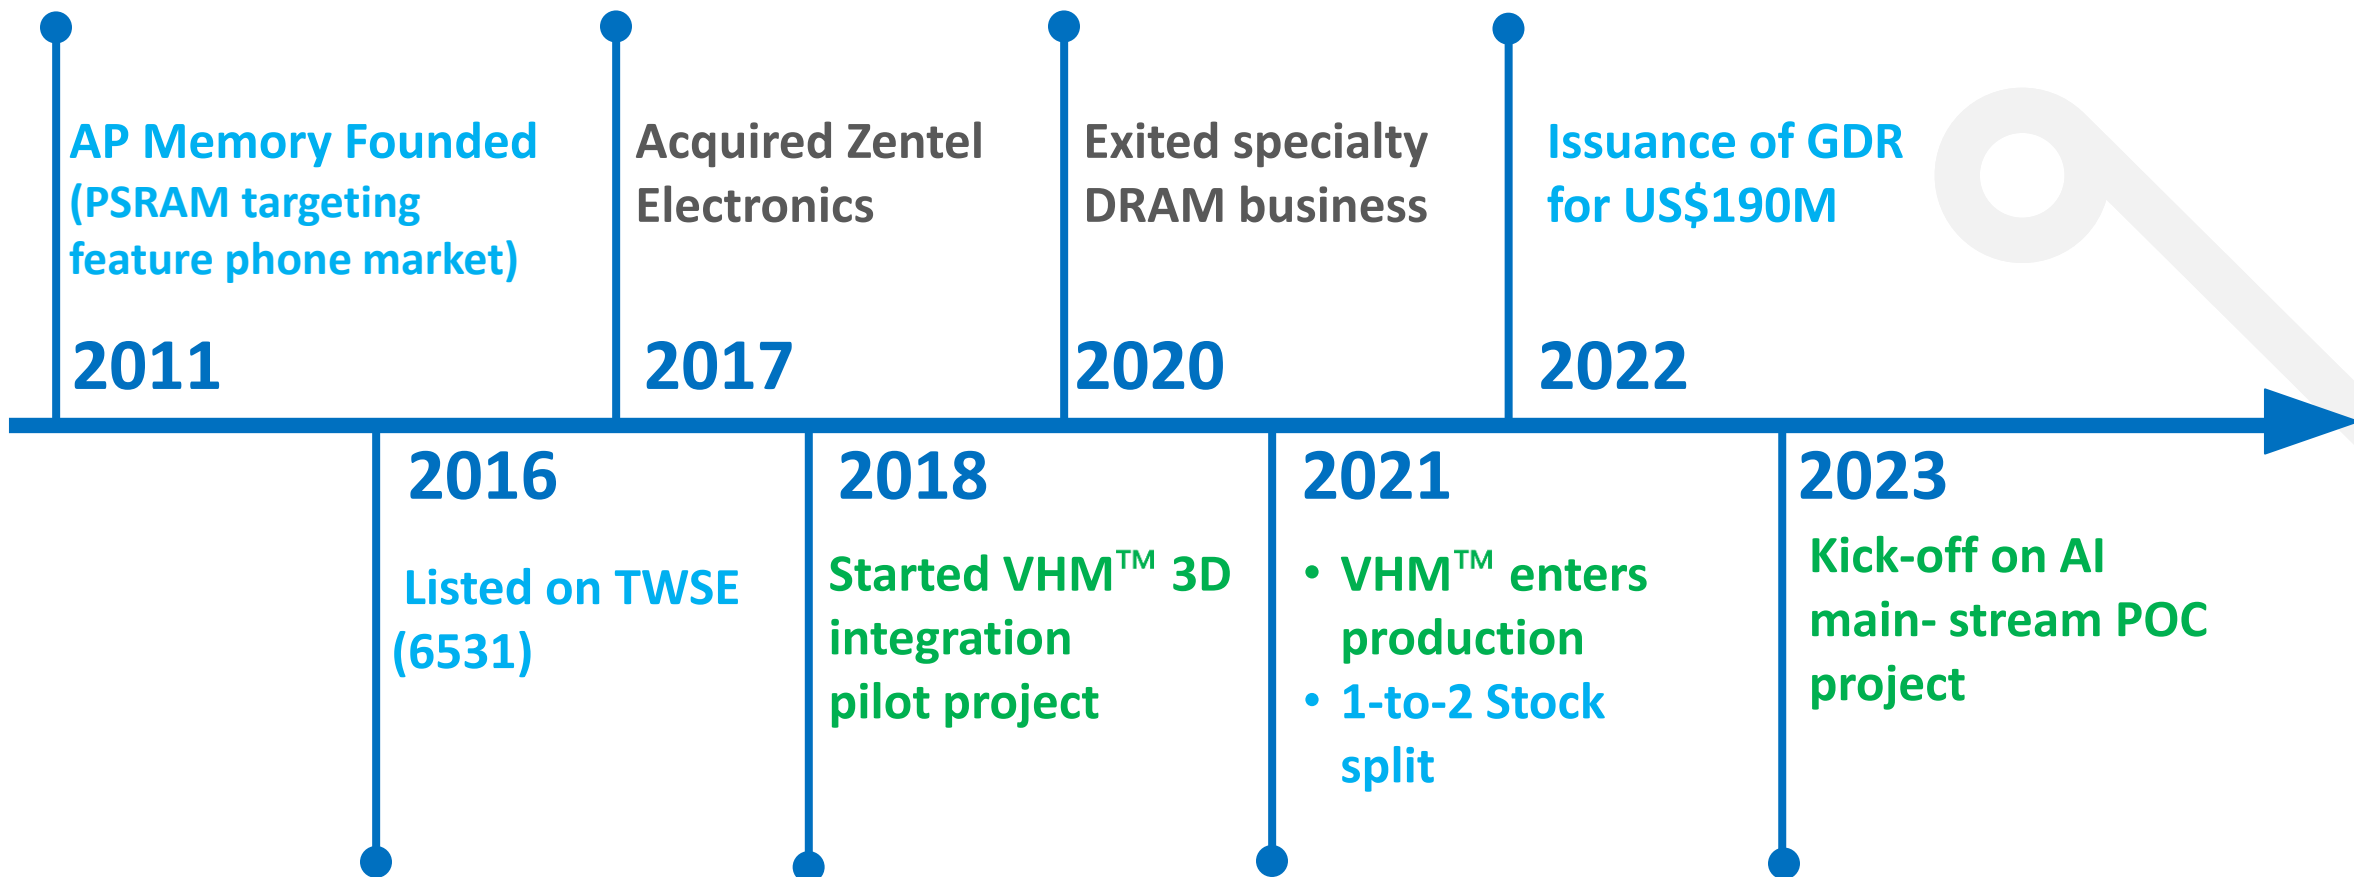 AP Memory Founded
(PSRAM targeting
feature phone market)
2011
2016
Listed on TWSE
(6531)
Acquired Zentel
Electronics
2017
2018
Started VHM™ 3D
integration
pilot project
Exited specialty
DRAM business
2020
2021
• VHM™ enters
production
• 1-to-2 Stock
split
Issuance of GDR
for US$190M
2022
2023
Kick-off on AI
main- stream POC
project